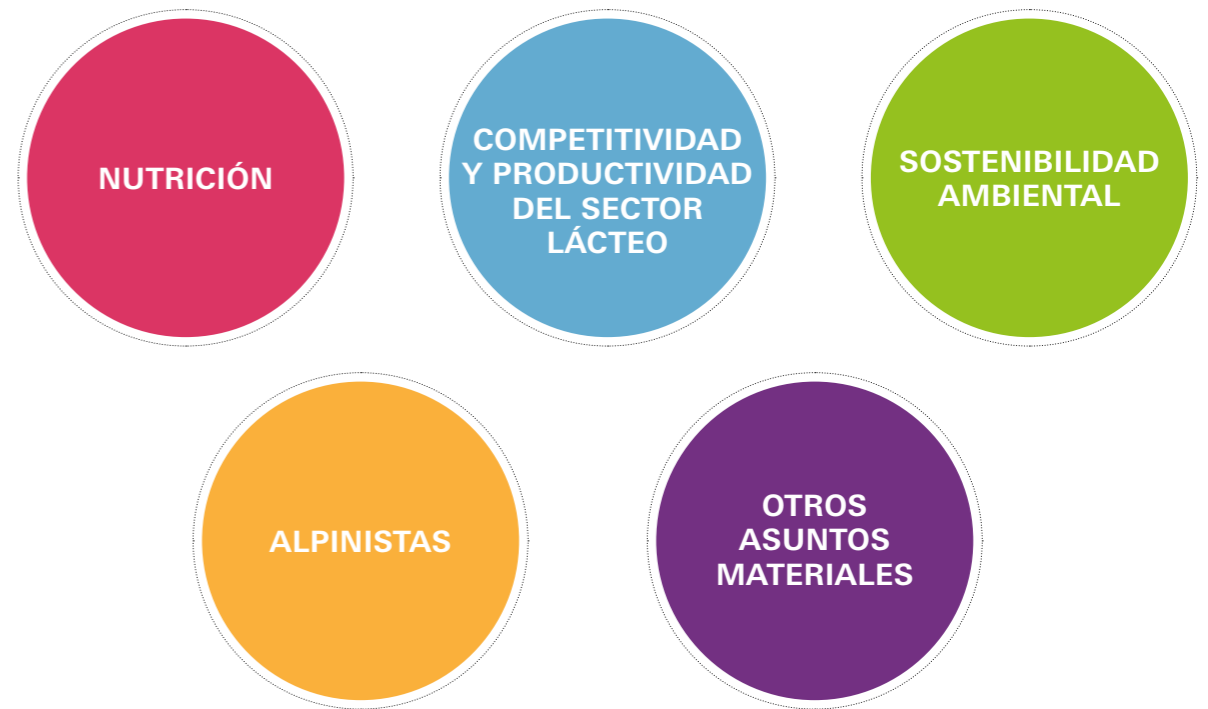 NUTRICIÓN
COMPETITIVIDAD
Y PRODUCTIVIDAD
DEL SECTOR
LÁCTEO
SOSTENIBILIDAD
AMBIENTAL
ALPINISTAS
OTROS
ASUNTOS
MATERIALES